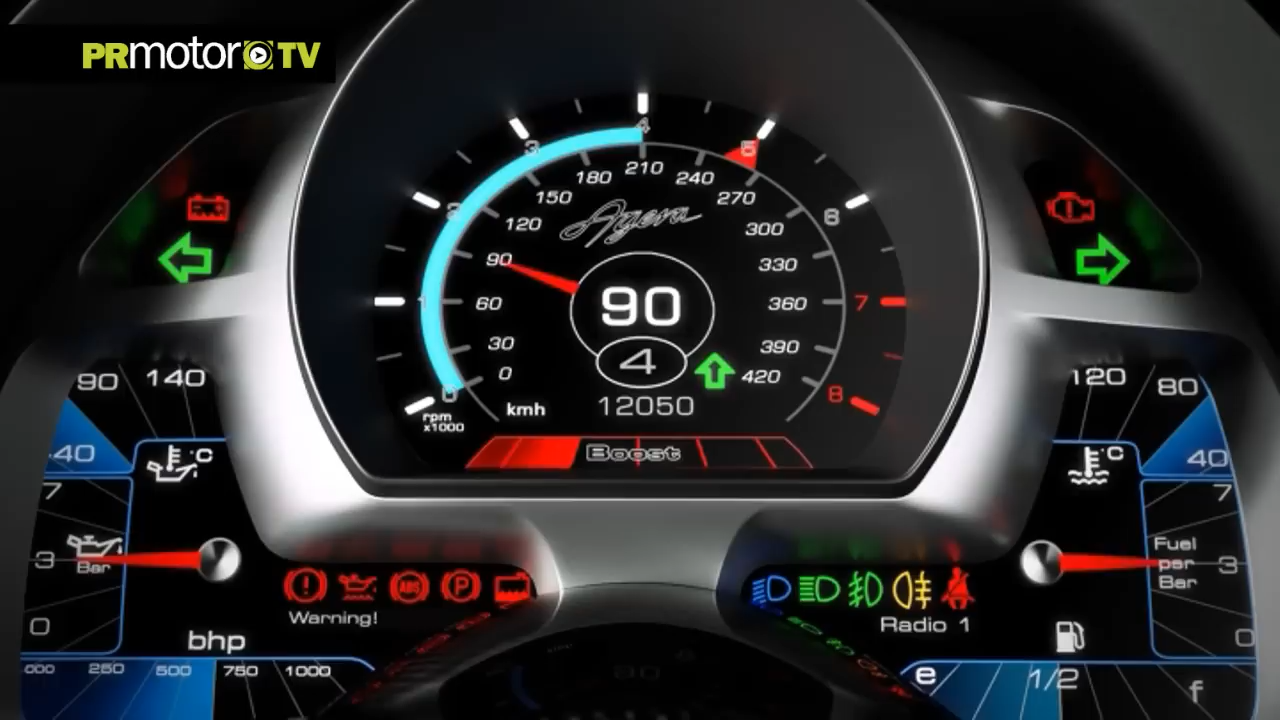 PRmotor TV
4
3
5
210
180
240
150
270
2
Agera
6
120
300
90
330
90
1
60
360
7
30
390
4
0
420
0
8
rpm
x1000
kmh
12050
Boost
90
140
120
80
40
°C
°C
40
7
7
3
Bar
Fuel
psr
Bar
3
ABS
P
Warning!
Radio 1
0
0
bhp
250
500
750
1000
e
1/2
f